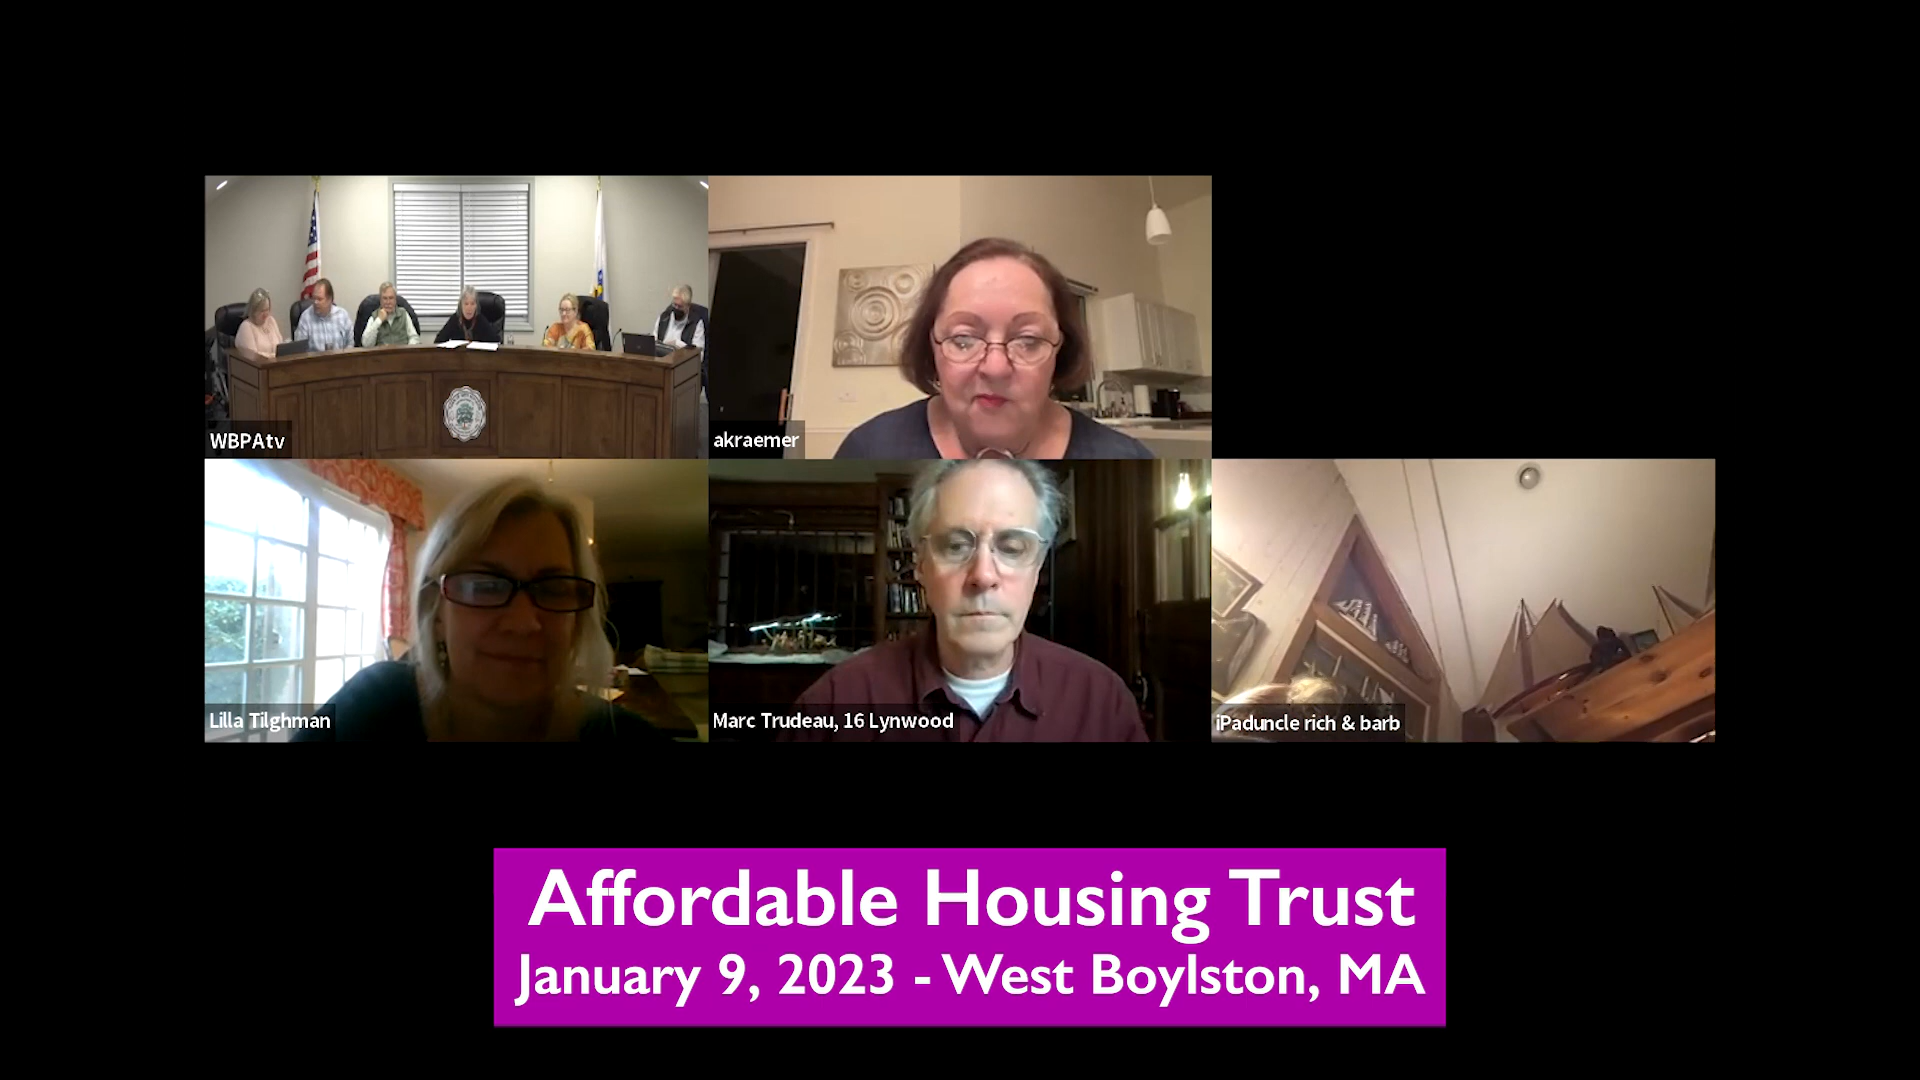 WBPAtv
akraemer
Lilla Tilghman
Marc Trudeau, 16 Lynwood
iPaduncle rich & barb
Affordable Housing Trust
January 9, 2023 - West Boylston, MA